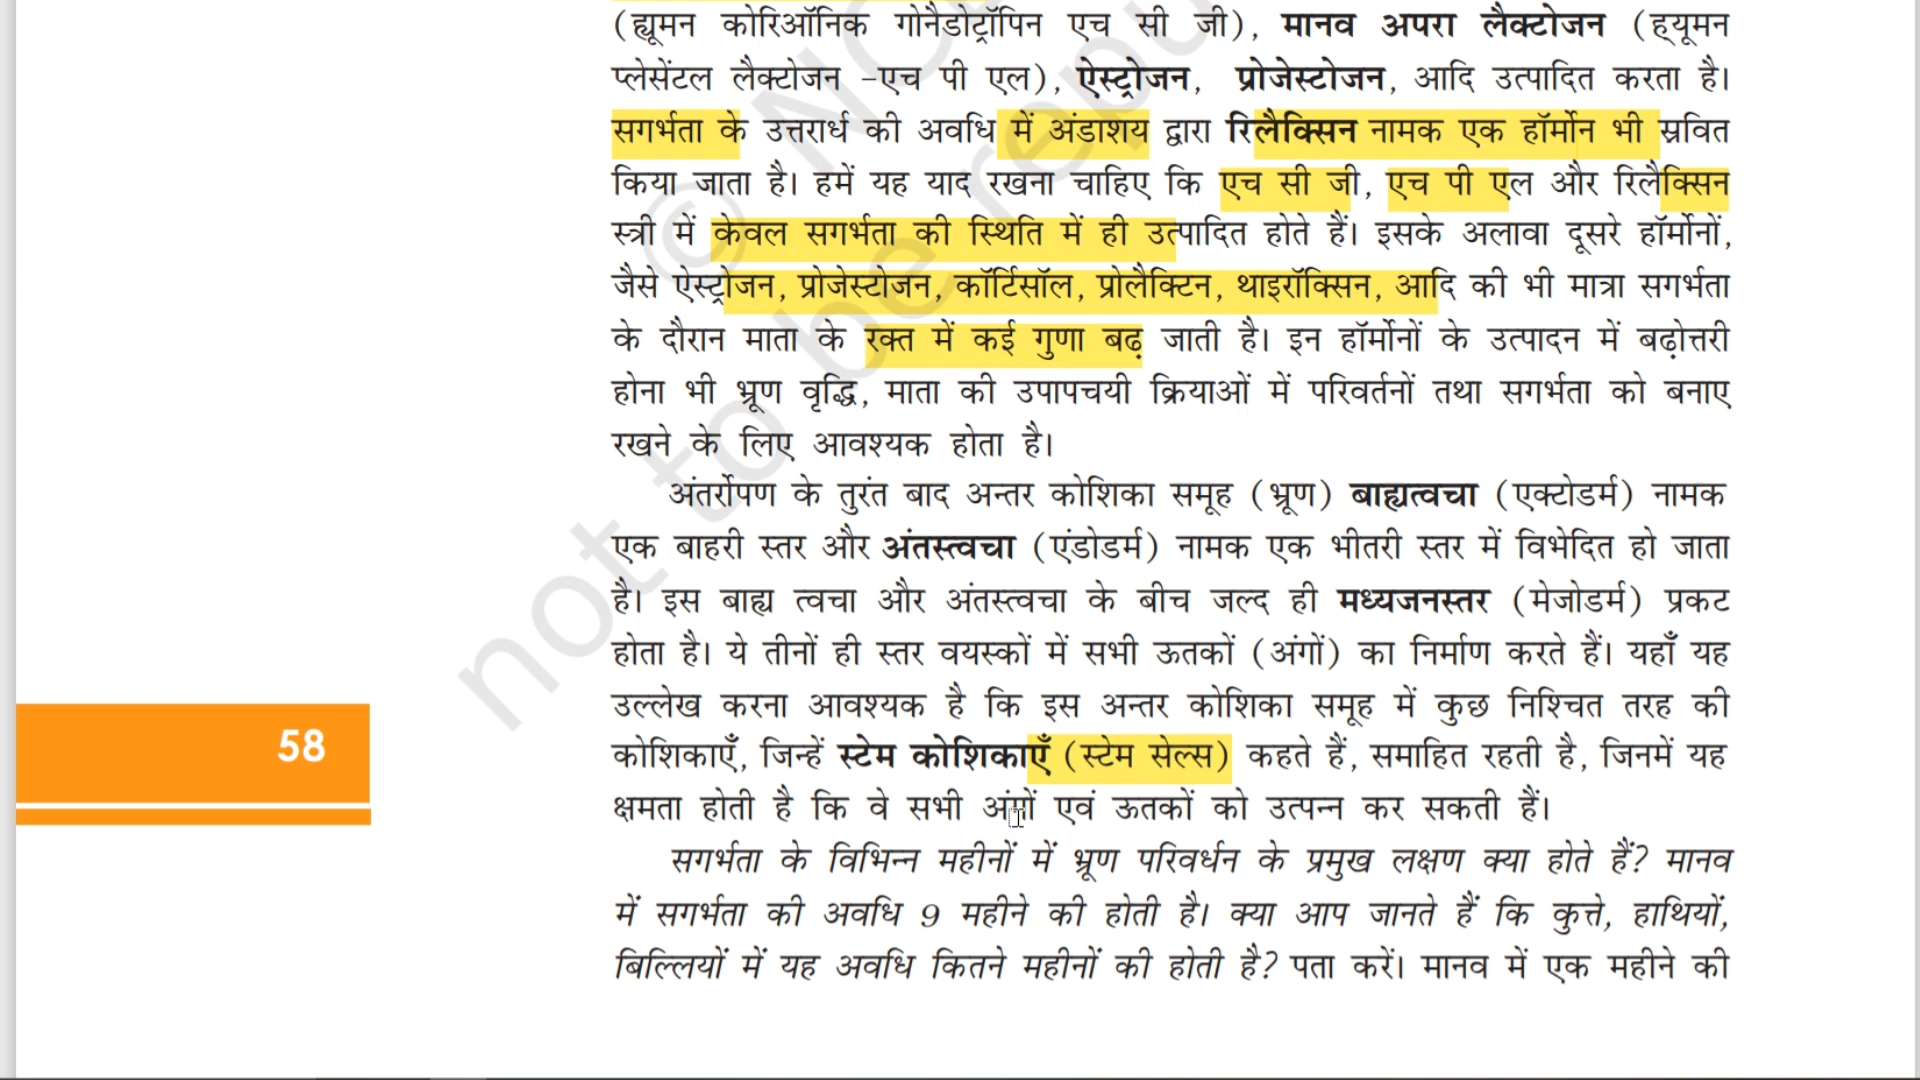 (ह्यूमन कोरिऑनिक गोनैडोट्रॉपिन एच सी जी), मानव अपरा लैक्टोजन (ह्‌यूमन
प्लेसेंटल लैक्टोजन –एच पी एल), ऐस्ट्रोजन, प्रोजेस्टोजन, आदि उत्पादित करता है।
सगर्भता के उत्तरार्ध की अवधि में अंडाशय द्वारा रिलैक्सिन नामक एक हॉर्मोन भी स्रवित
किया जाता है। हमें यह याद रखना चाहिए कि एच सी जी, एच पी एल और रिलैक्सिन
स्त्री में केवल सगर्भता की स्थिति में ही उत्पादित होते हैं। इसके अलावा दूसरे हॉर्मोनों,
जैसे ऐस्ट्रोजन, प्रोजेस्टोजन, कॉर्टिसॉल, प्रोलैक्टिन, थाइरॉक्सिन, आदि की भी मात्रा सगर्भता
के दौरान माता के रक्त में कई गुणा बढ़ जाती है। इन हॉर्मोनों के उत्पादन में बढ़ोत्तरी
होना भी भ्रूण वृद्धि, माता की उपापचयी क्रियाओं में परिवर्तनों तथा सगर्भता को बनाए
रखने के लिए आवश्यक होता है।
अंतर्रोपण के तुरंत बाद अन्तर कोशिका समूह (भ्रूण) बाह्यत्वचा (एक्टोडर्म) नामक
एक बाहरी स्तर और अंतस्त्वचा (एंडोडर्म) नामक एक भीतरी स्तर में विभेदित हो जाता
है। इस बाह्य त्वचा और अंतस्त्वचा के बीच जल्द ही मध्यजनस्तर (मेजोडर्म) प्रकट
होता है। ये तीनों ही स्तर वयस्कों में सभी ऊतकों (अंगों) का निर्माण करते हैं। यहाँ यह
उल्लेख करना आवश्यक है कि इस अन्तर कोशिका समूह में कुछ निश्चित तरह की
कोशिकाएँ, जिन्हें स्टेम कोशिकाएँ (स्टेम सेल्स) कहते हैं, समाहित रहती है, जिनमें यह
क्षमता होती है कि वे सभी अंगों एवं ऊतकों को उत्पन्न कर सकती हैं।
सगर्भता के विभिन्न महीनों में भ्रूण परिवर्धन के प्रमुख लक्षण क्या होते हैं? मानव
में सगर्भता की अवधि 9 महीने की होती है। क्या आप जानते हैं कि कुत्ते, हाथियों,
बिल्लियों में यह अवधि कितने महीनों की होती है? पता करें। मानव में एक महीने की
58
not to be repu
© NC